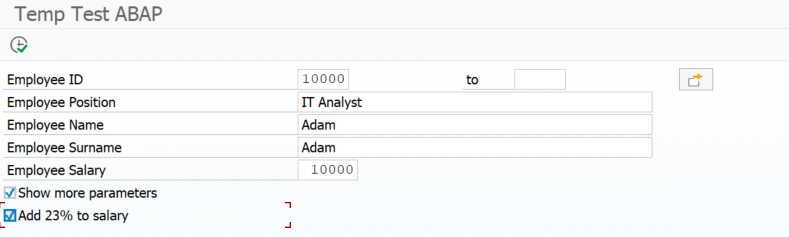 Temp Test ABAP
Employee ID 10000 to
Employee Position IT Analyst
Employee Name Adam
Employee Surname Adam
Employee Salary 10000
Show more parameters
Add 23% to salary